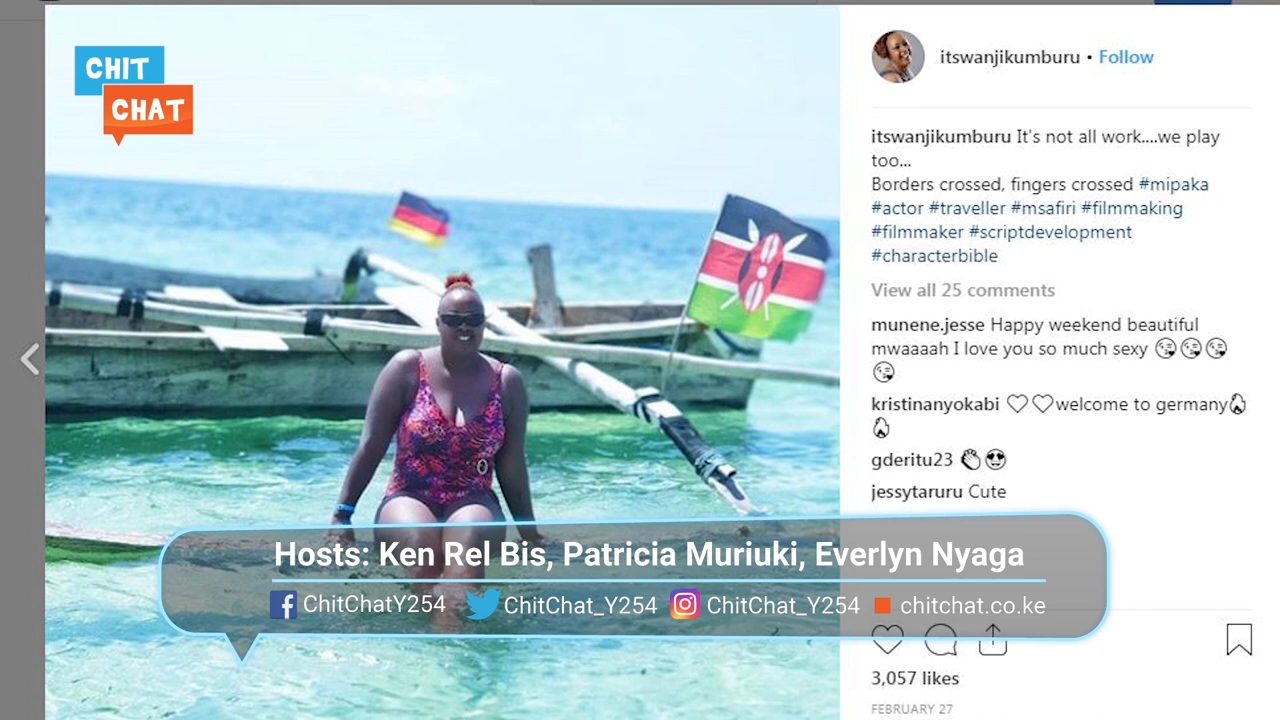 CHIT
CHAT
itswanjikumburu • Follow
itswanjikumburu It's not all work....we play
too...
Borders crossed, fingers crossed #mipaka
#actor #traveller #msafiri #filmmaking
#filmmaker #scriptdevelopment
#characterbible
View all 25 comments
munene.jesse Happy weekend beautiful
mwaaaah I love you so much sexy 😘😘😘
😘
kristinanyokabi ♡♡welcome to germany🔥
🔥
gderitu23 👏😍
jessytaruru Cute
Hosts: Ken Rel Bis, Patricia Muriuki, Everlyn Nyaga
ChitChatY254 ChitChat_Y254 ChitChat_Y254 chitchat.co.ke
3,057 likes
FEBRUARY 27